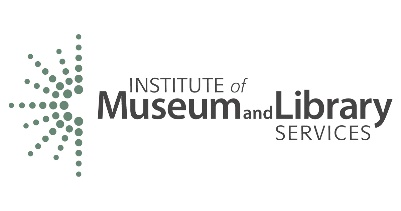 INSTITUTE of
Museum and Library
SERVICES